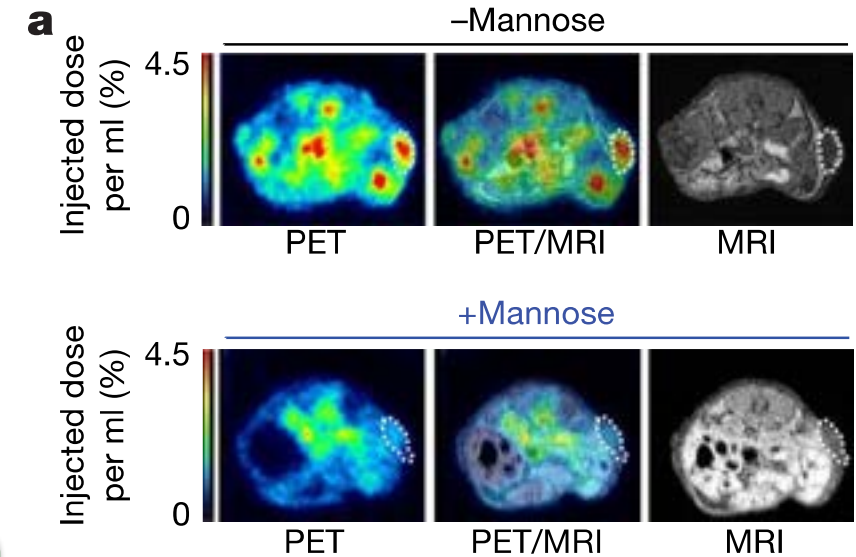 a
–Mannose
Injected dose
per ml (%)
4.5
0
PET
PET/MRI
MRI
+Mannose
Injected dose
per ml (%)
4.5
0
PET
PET/MRI
MRI